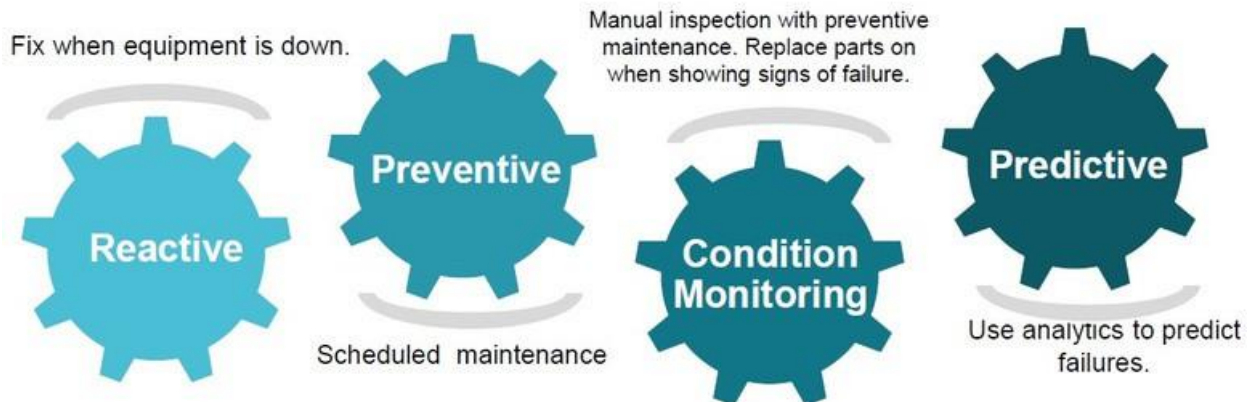 Fix when equipment is down.
Reactive
Preventive
Scheduled maintenance
Manual inspection with preventive
maintenance. Replace parts on
when showing signs of failure.
Condition
Monitoring
Predictive
Use analytics to predict
failures.